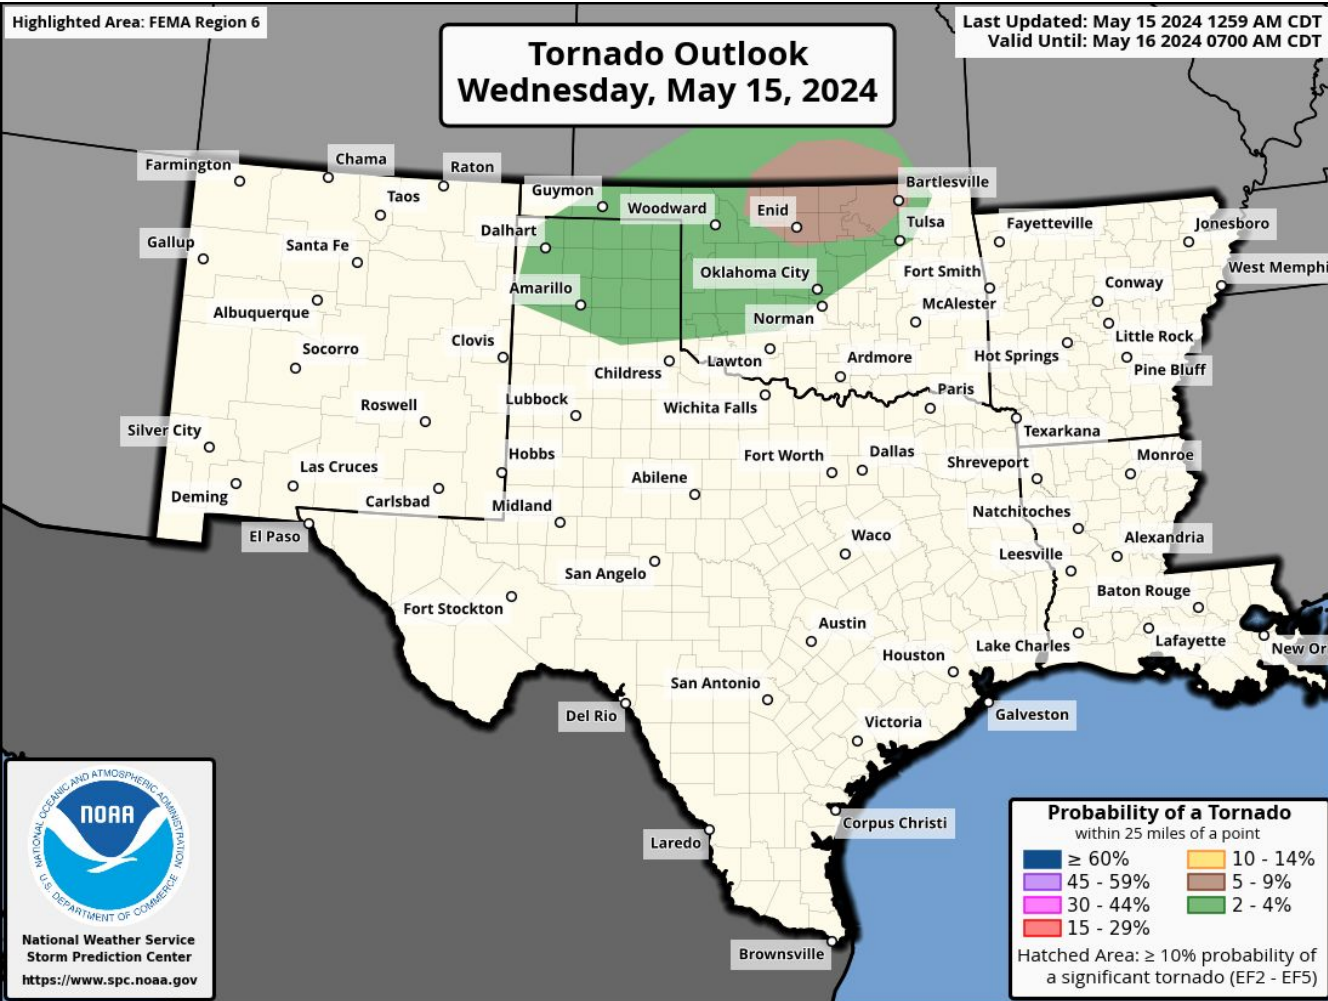 Highlighted Area: FEMA Region 6
Last Updated: May 15 2024 1259 AM CDT
Valid Until: May 16 2024 0700 AM CDT
Tornado Outlook
Wednesday, May 15, 2024
Farmington
Chama
Raton
Taos
Guymon
Woodward
Enid
Bartlesville
Tulsa
Fayetteville
Jonesboro
Gallup
Santa Fe
Dalhart
Oklahoma City
Fort Smith
West Memphi
Amarillo
McAlester
Conway
Albuquerque
Norman
Little Rock
Socorro
Clovis
Childress
Lawton
Ardmore
Hot Springs
Pine Bluff
Roswell
Lubbock
Wichita Falls
Paris
Texarkana
Silver City
Las Cruces
Hobbs
Fort Worth
Dallas
Shreveport
Monroe
Deming
Carlsbad
Midland
Abilene
Natchitoches
El Paso
Waco
Leesville
Alexandria
San Angelo
Baton Rouge
Fort Stockton
Austin
Lake Charles
Lafayette
New Or
Houston
San Antonio
Del Rio
Victoria
Galveston
Corpus Christi
Laredo
Brownsville
NATIONAL OCEANIC AND ATMOSPHERIC ADMINISTRATION
NOAA
U.S. DEPARTMENT OF COMMERCE
National Weather Service
Storm Prediction Center
https://www.spc.noaa.gov
Probability of a Tornado
within 25 miles of a point
≥ 60%
10 - 14%
45 - 59%
5 - 9%
30 - 44%
2 - 4%
15 - 29%
Hatched Area: ≥ 10% probability of
a significant tornado (EF2 - EF5)